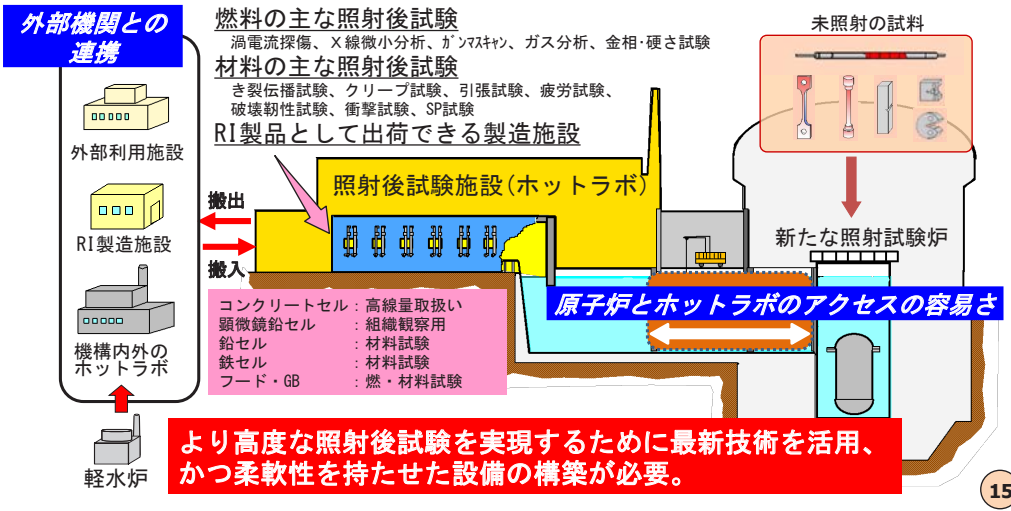 外部機関との
連携
外部利用施設
RI製造施設
機構内外の
ホットラボ
軽水炉
燃料の主な照射後試験
渦電流探傷、X線微小分析、ｶﾞﾝﾏｽｷｬﾝ、ガス分析、金相･硬さ試験
材料の主な照射後試験
き裂伝播試験、クリープ試験、引張試験、疲労試験、
破壊靭性試験、衝撃試験、SP試験
RI製品として出荷できる製造施設
照射後試験施設(ホットラボ)
搬出
搬入
コンクリートセル：高線量取扱い
顕微鏡鉛セル　　：組織観察用
鉛セル　　　　　：材料試験
鉄セル　　　　　：材料試験
フード・GB　　　：燃・材料試験
未照射の試料
新たな照射試験炉
原子炉とホットラボのアクセスの容易さ
より高度な照射後試験を実現するために最新技術を活用、
かつ柔軟性を持たせた設備の構築が必要。
15